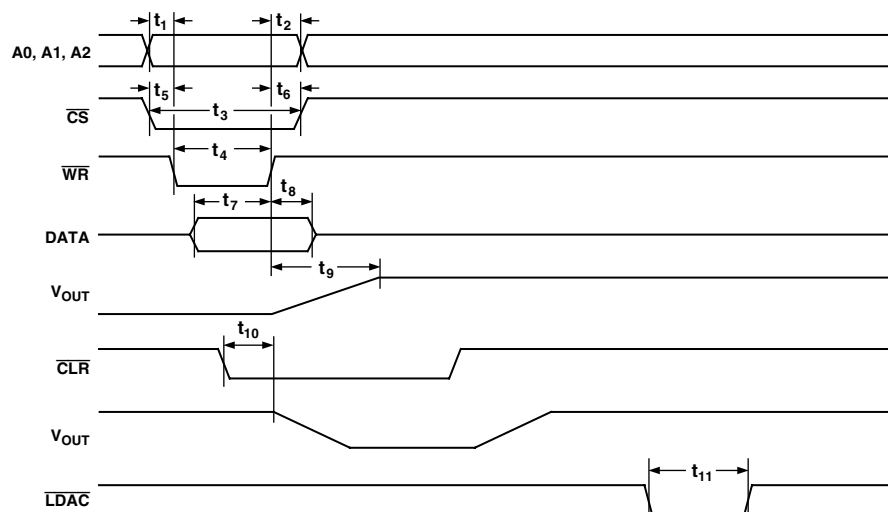 t1 t2
A0, A1, A2
t5 t3 t6
CS
t4
WR
t7 t8
DATA
t9
VOUT
t10
CLR
VOUT
t11
LDAC